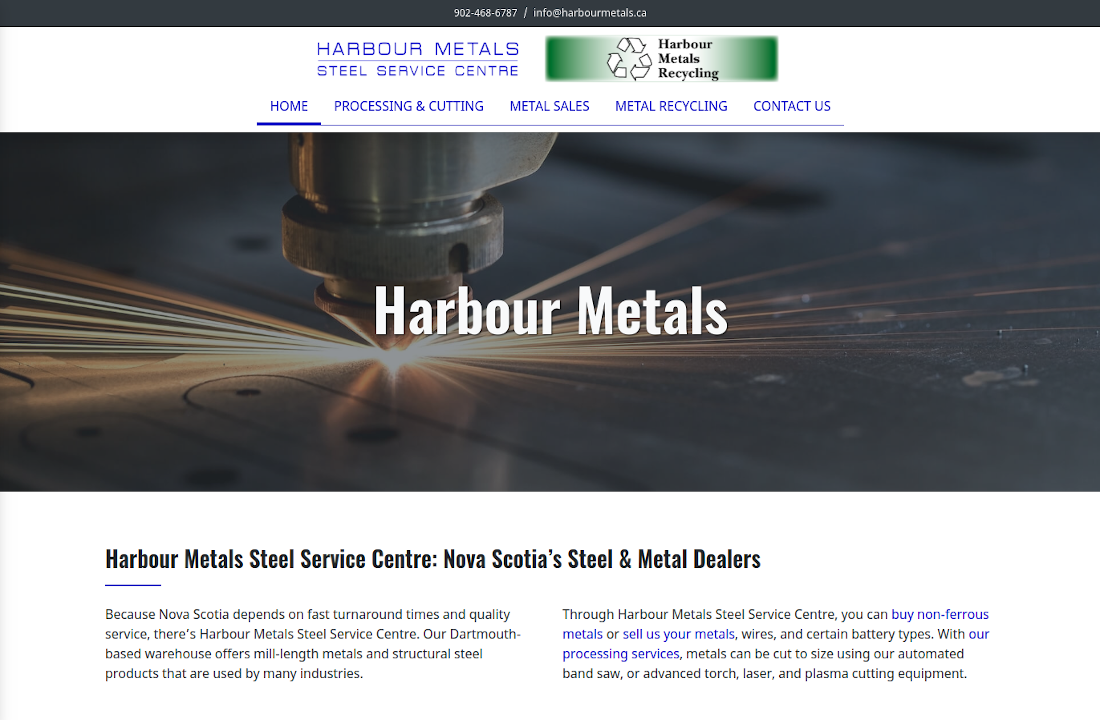 902-468-6787 / info@harbourmetals.ca
HARBOUR METALS
STEEL SERVICE CENTRE
Harbour
Metals
Recycling
HOME PROCESSING & CUTTING METAL SALES METAL RECYCLING CONTACT US
Harbour Metals
Harbour Metals Steel Service Centre: Nova Scotia’s Steel & Metal Dealers
Because Nova Scotia depends on fast turnaround times and quality
service, there's Harbour Metals Steel Service Centre. Our Dartmouth-
based warehouse offers mill-length metals and structural steel
products that are used by many industries.
Through Harbour Metals Steel Service Centre, you can buy non-ferrous
metals or sell us your metals, wires, and certain battery types. With our
processing services, metals can be cut to size using our automated
band saw, or advanced torch, laser, and plasma cutting equipment.